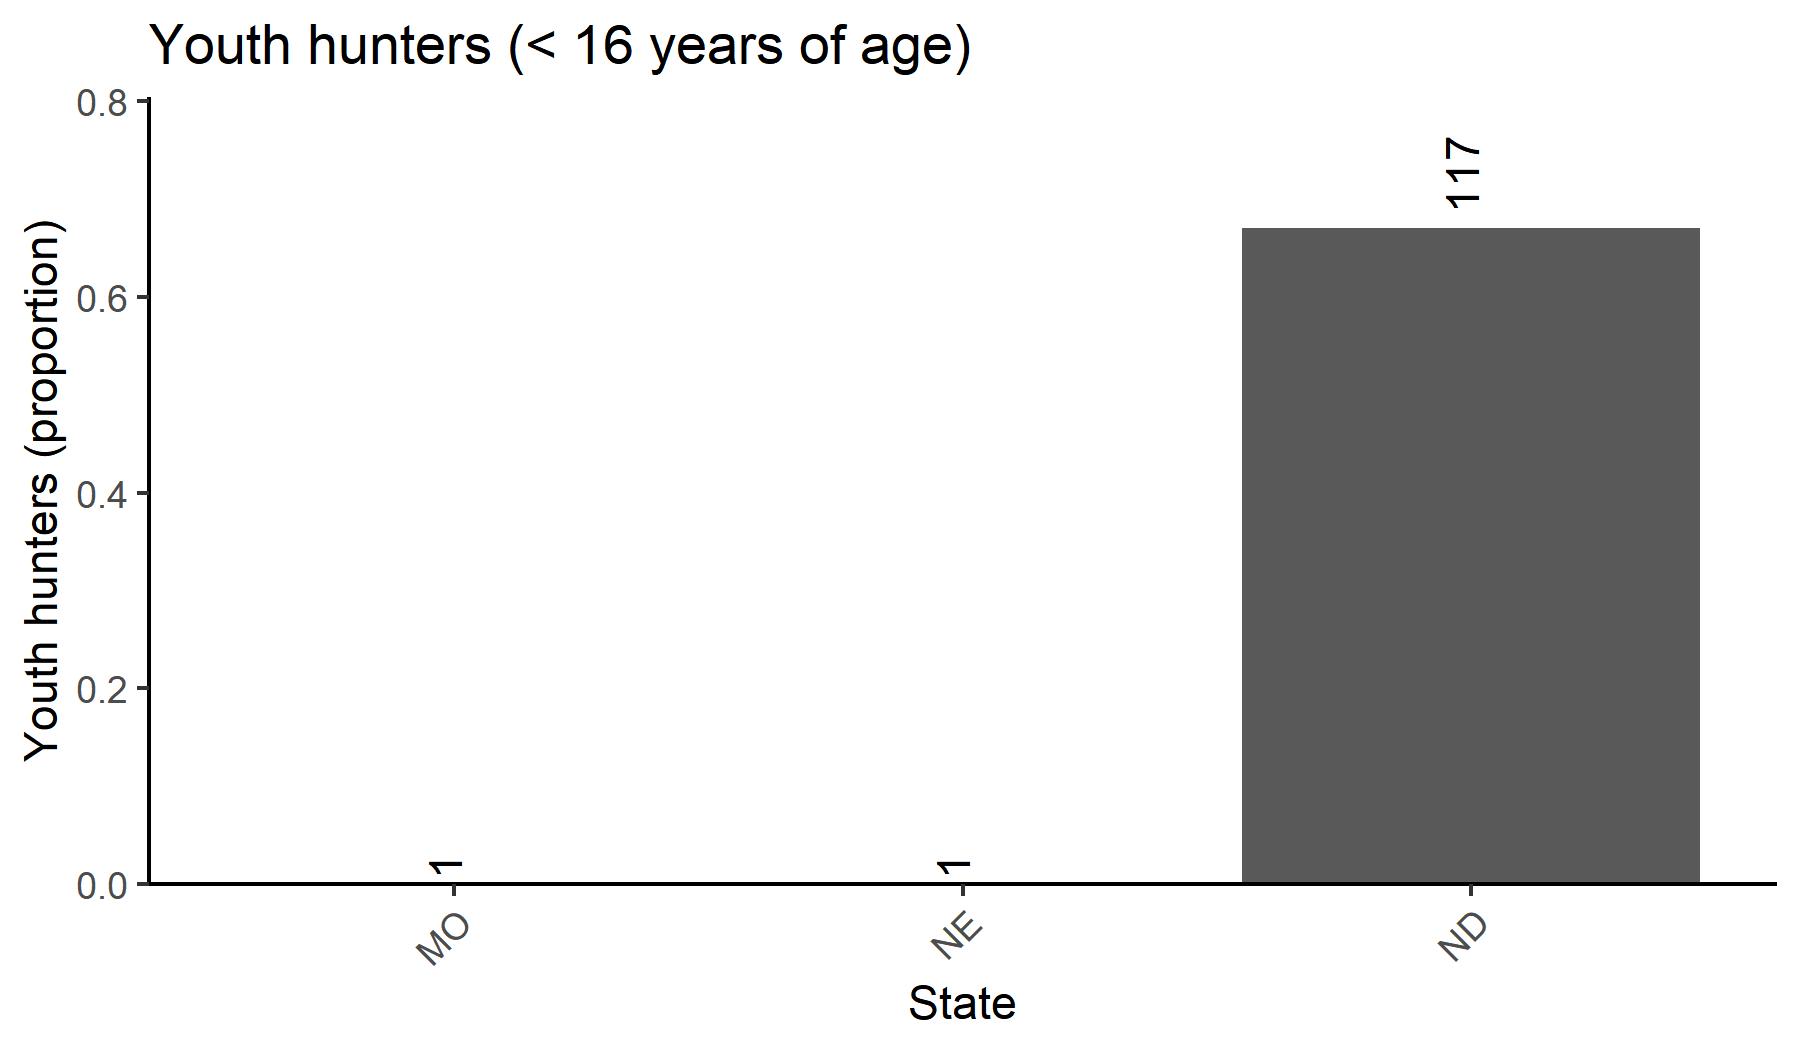 Youth hunters (< 16 years of age)
Youth hunters (proportion)
0.8
0.6
0.4
0.2
0.0
1
1
117
MO
NE
ND
State